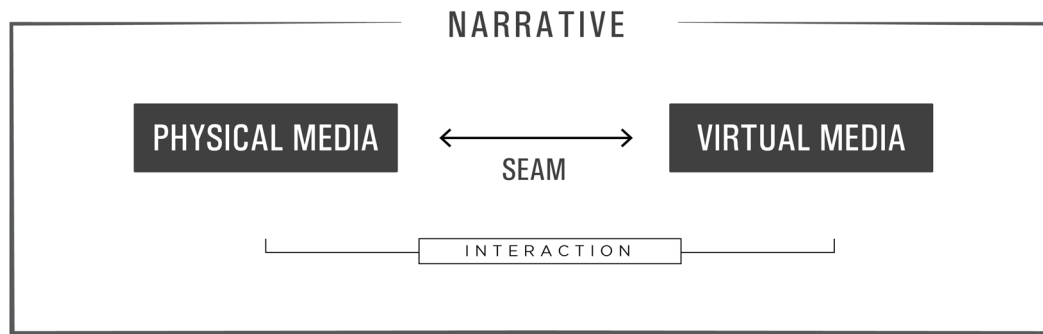 NARRATIVE
PHYSICAL MEDIA
VIRTUAL MEDIA
SEAM
INTERACTION